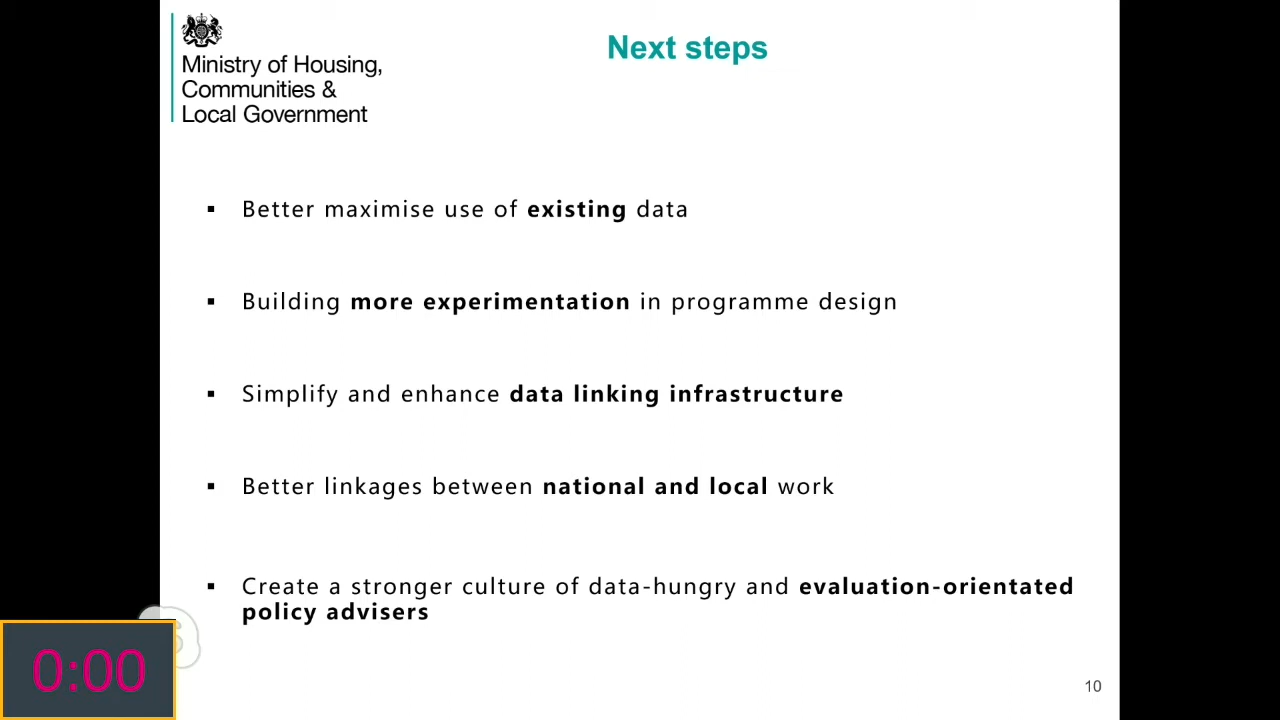 Ministry of Housing,
Communities &
Local Government
Next steps
▪ Better maximise use of existing data
▪ Building more experimentation in programme design
▪ Simplify and enhance data linking infrastructure
▪ Better linkages between national and local work
▪ Create a stronger culture of data-hungry and evaluation-orientated
policy advisers
0:00
10